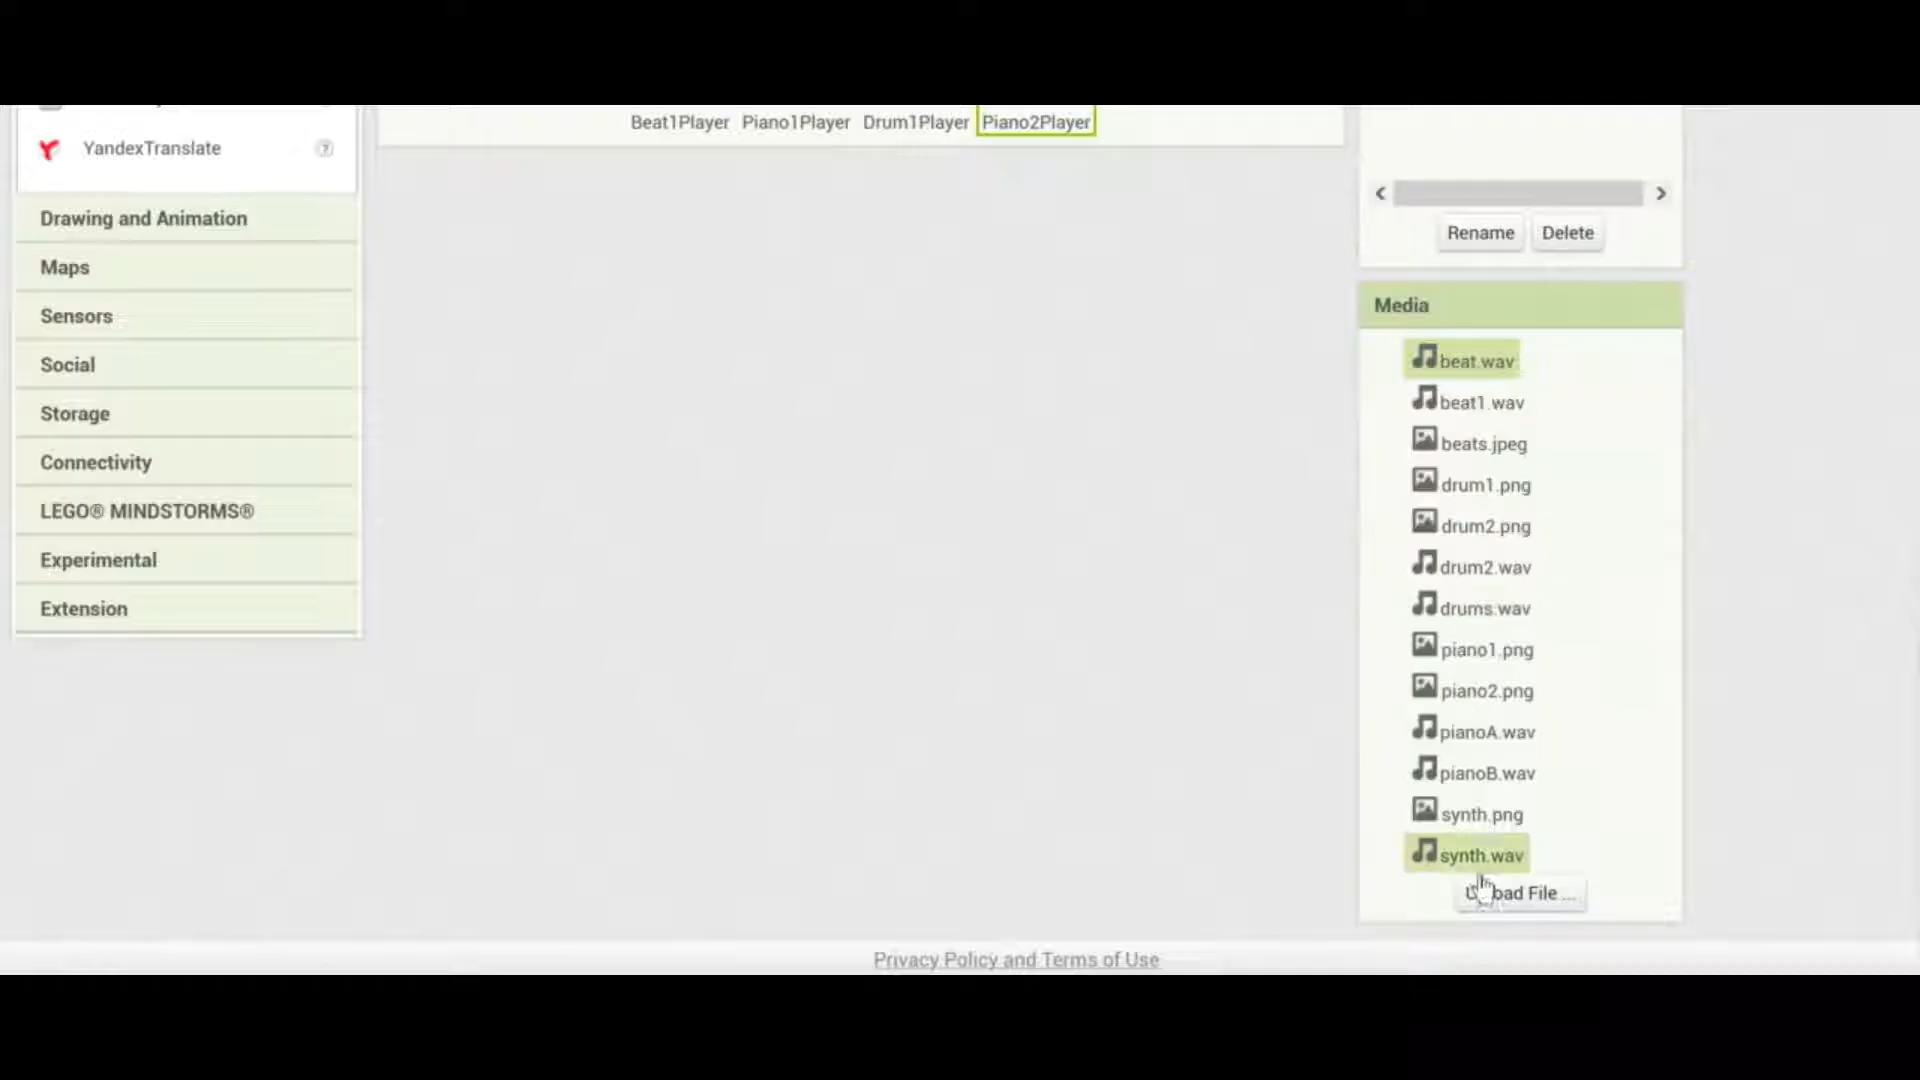 Beat1Player Piano1Player Drum1Player Piano2Player
YandexTranslate
?
Drawing and Animation
Maps
Sensors
Social
Storage
Connectivity
LEGO® MINDSTORMS®
Experimental
Extension
Rename Delete
Media
beat.wav
beat1.wav
beats.jpeg
drum1.png
drum2.png
drum2.wav
drums.wav
piano1.png
piano2.png
pianoA.wav
pianoB.wav
synth.png
synth.wav
File ...
Privacy Policy and Terms of Use